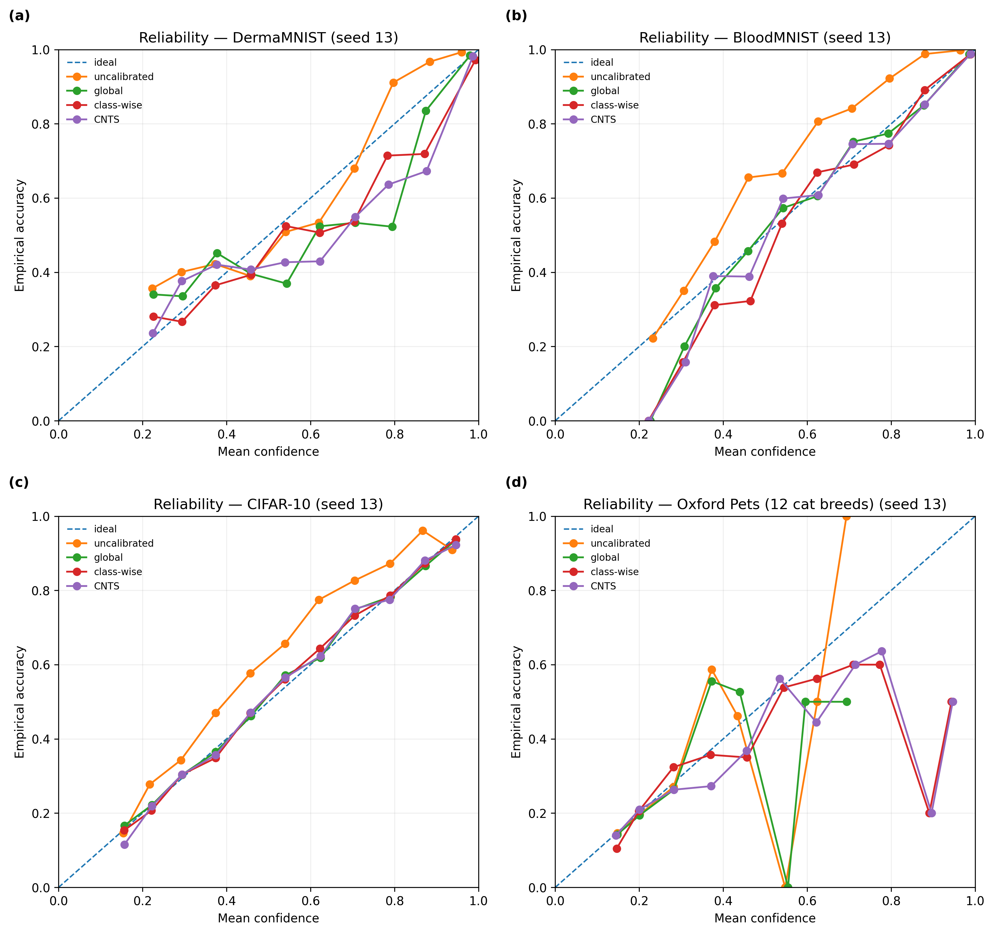 (a)
Reliability — DermaMNIST (seed 13)
1.0
0.8
0.6
0.4
0.2
0.0
Empirical accuracy
ideal
uncalibrated
global
class-wise
CNTS
0.0 0.2 0.4 0.6 0.8 1.0
Mean confidence
(b)
Reliability — BloodMNIST (seed 13)
1.0
0.8
0.6
0.4
0.2
0.0
Empirical accuracy
ideal
uncalibrated
global
class-wise
CNTS
0.0 0.2 0.4 0.6 0.8 1.0
Mean confidence
(c)
Reliability — CIFAR-10 (seed 13)
1.0
0.8
0.6
0.4
0.2
0.0
Empirical accuracy
ideal
uncalibrated
global
class-wise
CNTS
0.0 0.2 0.4 0.6 0.8 1.0
Mean confidence
(d)
Reliability — Oxford Pets (12 cat breeds) (seed 13)
1.0
0.8
0.6
0.4
0.2
0.0
Empirical accuracy
ideal
uncalibrated
global
class-wise
CNTS
0.0 0.2 0.4 0.6 0.8 1.0
Mean confidence